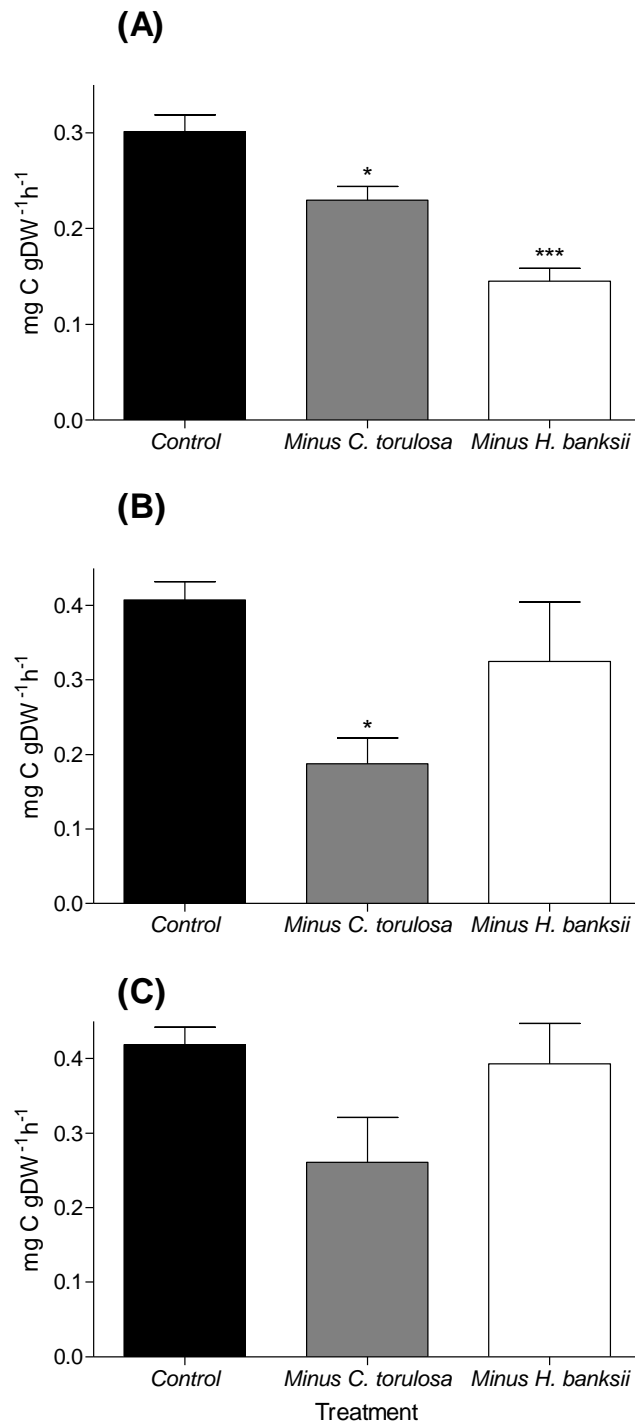 (A)
mg C gDW⁻¹h⁻¹
0.3
0.2
0.1
0.0
*
***
Control Minus C. torulosa Minus H. banksii
(B)
mg C gDW⁻¹h⁻¹
0.4
0.3
0.2
0.1
0.0
*
Control Minus C. torulosa Minus H. banksii
(C)
mg C gDW⁻¹h⁻¹
0.4
0.3
0.2
0.1
0.0
Control Minus C. torulosa Minus H. banksii
Treatment